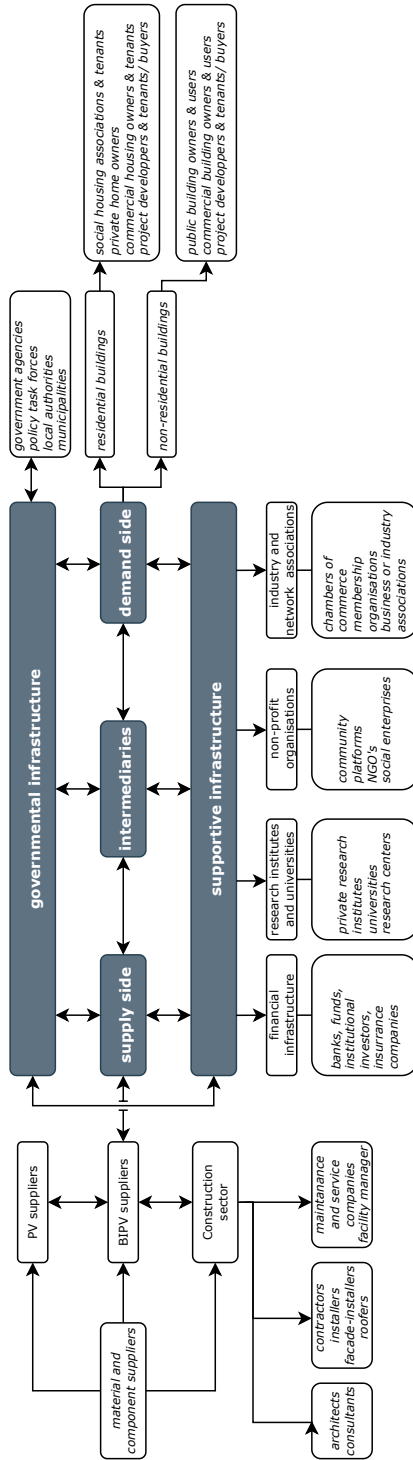 material and
component suppliers
PV suppliers
BIPV suppliers
Construction
sector
architects
consultants
contractors
installers
facade-installers
roofers
maintanance
and service
companies
facility manager
governmental infrastructure
supply side
intermediaries
demand side
supportive infrastructure
financial
infrastructure
banks, funds,
institutional
investors,
insurrance
companies
research institutes
and universities
private research
institutes
universities
research centers
non-profit
organisations
community
platforms
NGO's
social enterprises
industry and
network associations
chambers of
commerce
membership
organisations
business or industry
associations
government agencies
policy task forces
local authorities
municipalities
residential buildings
non-residential buildings
social housing associations & tenants
private home owners
commercial housing owners & tenants
project developpers & tenants/ buyers
public building owners & users
commercial building owners & users
project developpers & tenants/ buyers